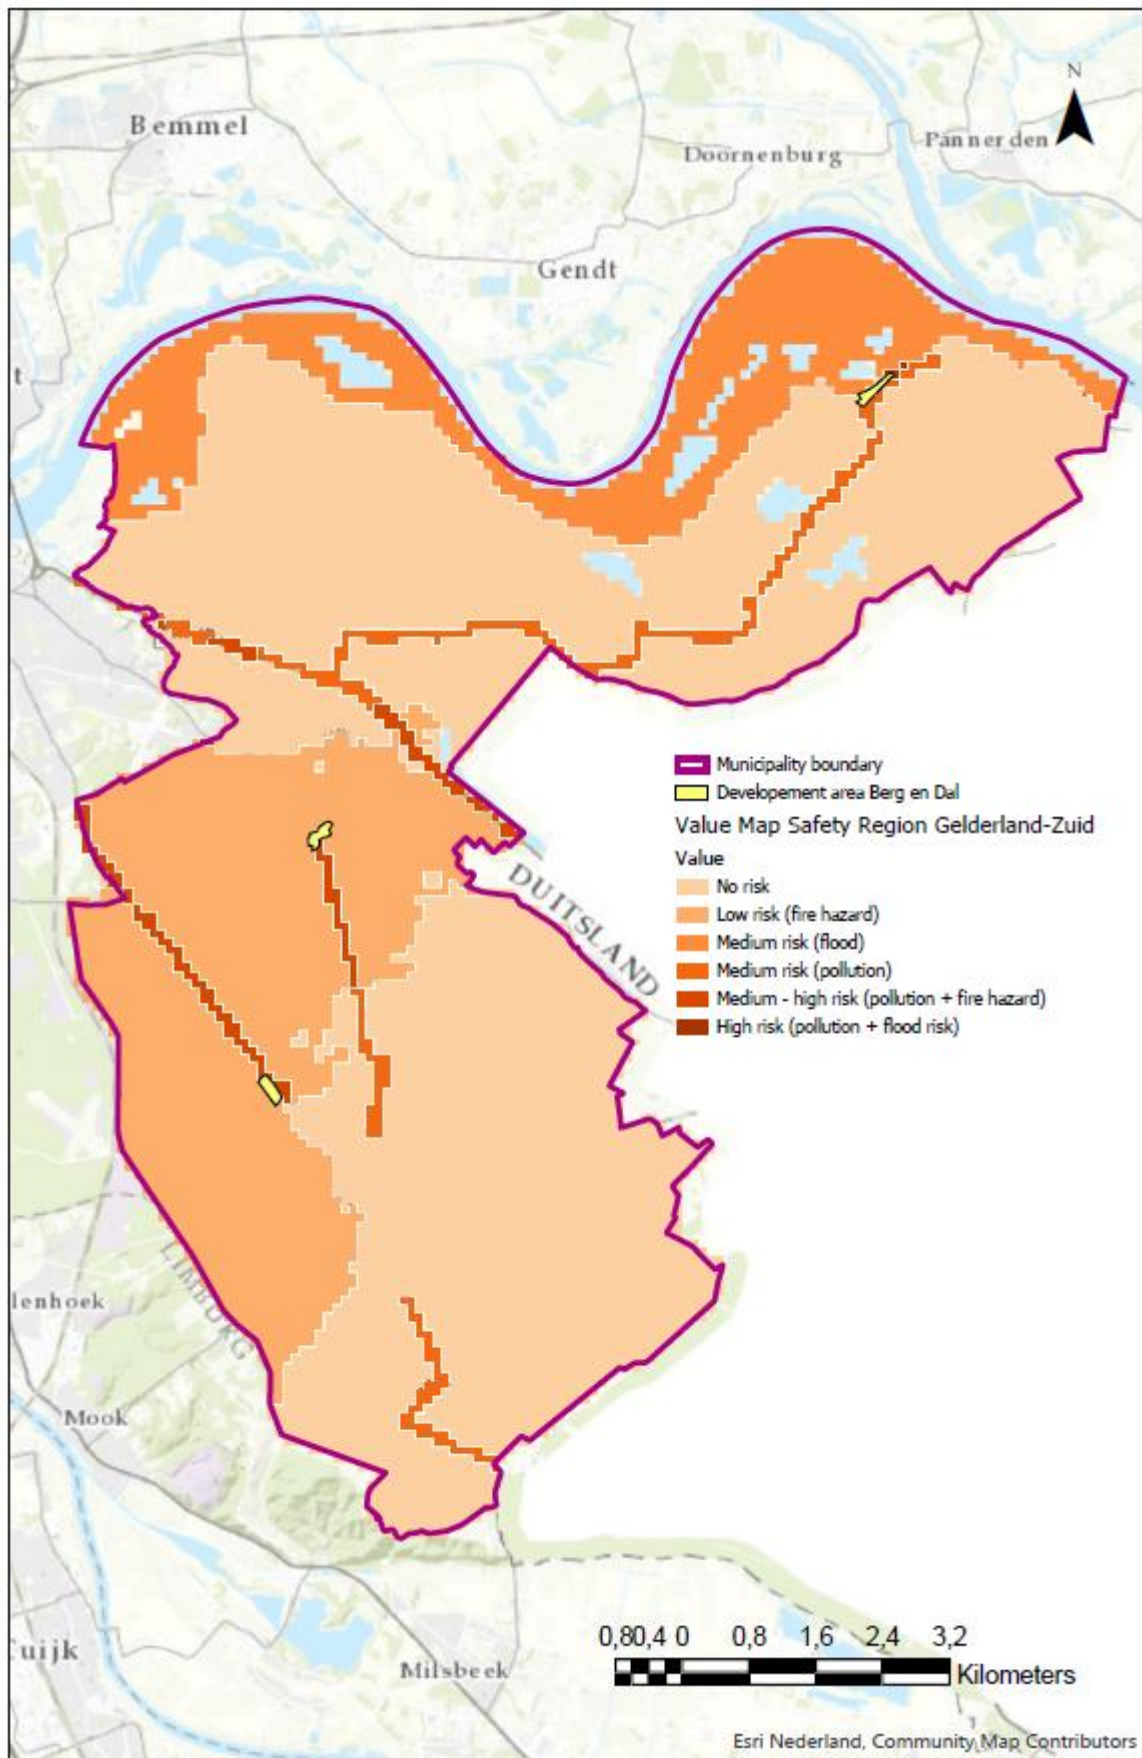 N
Bemmel
Pannerden
Doornenburg
Gendt
t
Municipality boundary
Developement area Berg en Dal
Value Map Safety Region Gelderland-Zuid
Value
No risk
Low risk (fire hazard)
Medium risk (flood)
Medium risk (pollution)
Medium - high risk (pollution + fire hazard)
High risk (pollution + flood risk)
DUITSLAND
LIMBURG
lenhoek
Mook
uijk
Milsbeek
0,80,4 0 0,8 1,6 2,4 3,2
Kilometers
Esri Nederland, Community Map Contributors